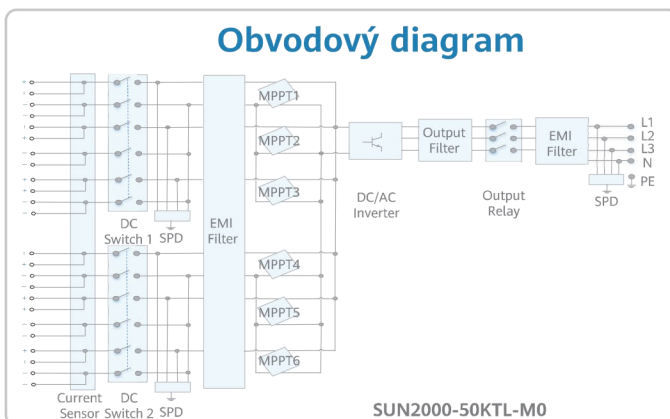 Obvodový diagram
MPPT1
MPPT2
MPPT3
MPPT4
MPPT5
MPPT6
DC
Switch 1
SPD
EMI
Filter
Current
Sensor
DC
Switch 2
SPD
DC/AC
Inverter
Output
Filter
Output
Relay
EMI
Filter
L1
L2
L3
N
PE
SPD
SUN2000-50KTL-M0